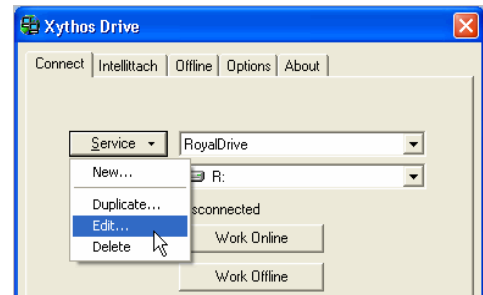 Xythos Drive
Connect Intellittach Offline Options About
Service RoyalDrive
New... R:
Duplicate... sconnected
Edit... Work Online
Delete
Work Offline